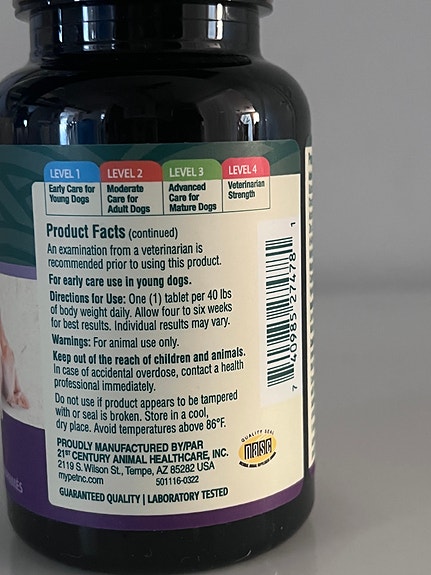 LEVEL 1
Early Care for
Young Dogs
LEVEL 2
Moderate
Care for
Adult Dogs
LEVEL 3
Advanced
Care for
Mature Dogs
LEVEL 4
Veterinarian
Strength
Product Facts (continued)
An examination from a veterinarian is
recommended prior to using this product.
For early care use in young dogs.
Directions for Use: One (1) tablet per 40 lbs
of body weight daily. Allow four to six weeks
for best results. Individual results may vary.
Warnings: For animal use only.
Keep out of the reach of children and animals.
In case of accidental overdose, contact a health
professional immediately.
Do not use if product appears to be tampered
with or seal is broken. Store in a cool,
dry place. Avoid temperatures above 86°F.
PROUDLY MANUFACTURED BY/PAR
21ST CENTURY ANIMAL HEALTHCARE, INC.
2119 S. Wilson St., Tempe, AZ 85282 USA
mypetnc.com 501116-0322
GUARANTEED QUALITY | LABORATORY TESTED
7 40985 27478 1
QUALITY SEAL
nasc